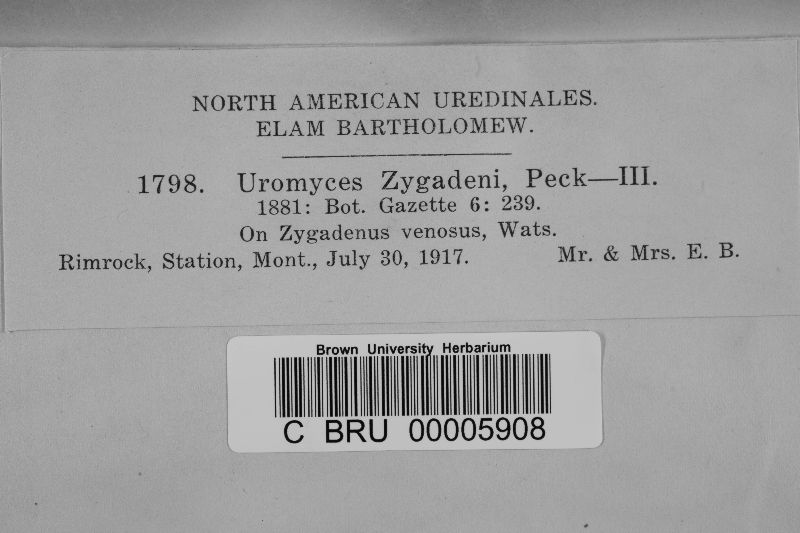 NORTH AMERICAN UREDINALES.
ELAM BARTHOLOMEW.
1798. Uromyces Zygadeni, Peck—III.
1881: Bot. Gazette 6: 239.
On Zygadenus venosus, Wats.
Rimrock, Station, Mont., July 30, 1917. Mr. & Mrs. E. B.
Brown University Herbarium
C BRU 00005908